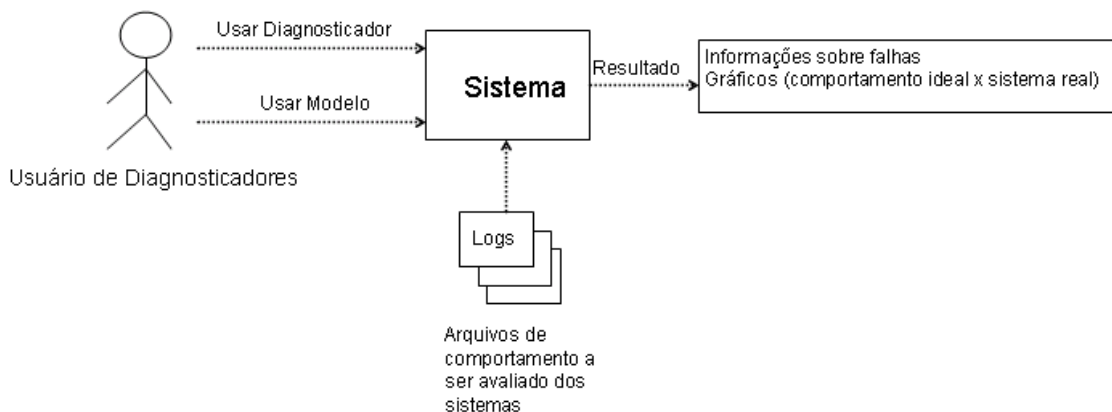 Usar Diagnosticador
Usar Modelo
Usuário de Diagnosticadores
Sistema
Resultado
Informações sobre falhas
Gráficos (comportamento ideal x sistema real)
Logs
Arquivos de
comportamento a
ser avaliado dos
sistemas